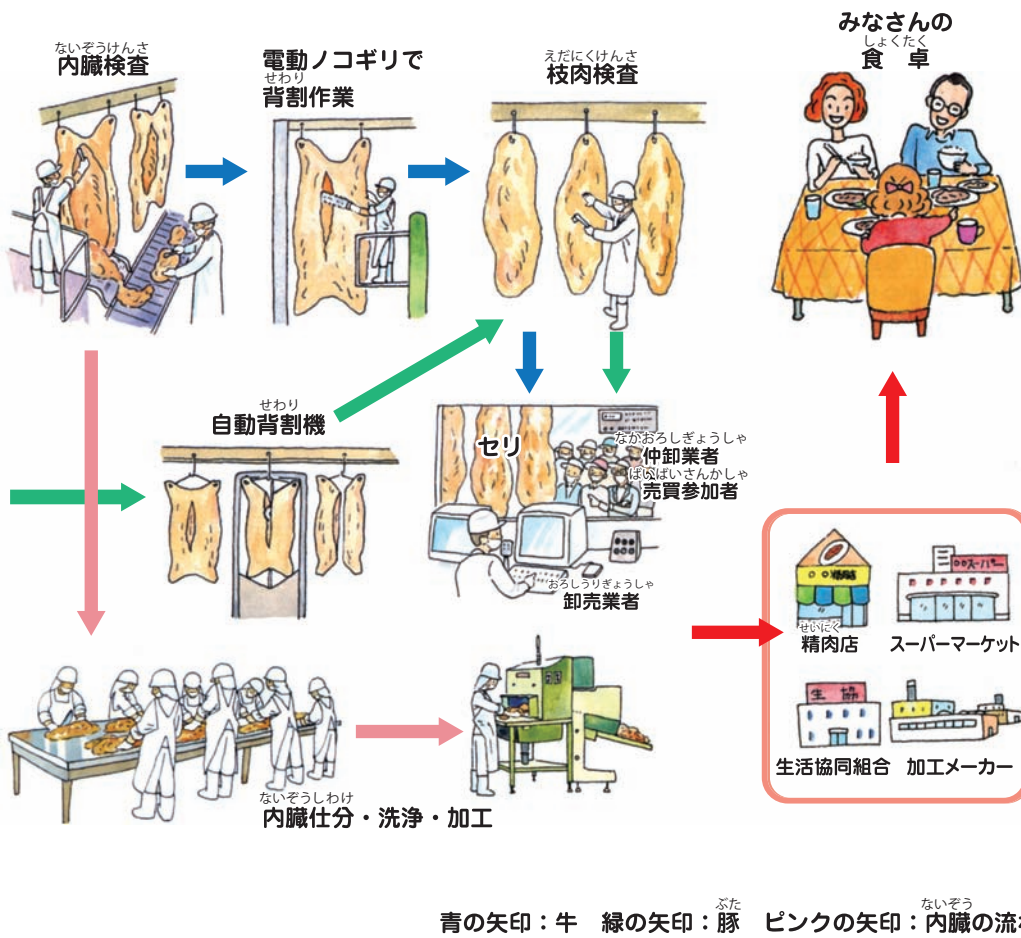 ないぞうけんさ
内臓検査
電動ノコギリで
せわり
背割作業
えだにくけんさ
枝肉検査
みなさんの
しょくたく
食 卓
せわり
自動背割機
セリ
なかおろしぎょうしゃ
仲卸業者
ばいばいさんかしゃ
売買参加者
おろしうりぎょうしゃ
卸売業者
せいにく
精肉店
〇〇スーパー
スーパーマーケット
生 協
生活協同組合
加工メーカー
ないぞうしわけ
内臓仕分・洗浄・加工
ぶた
ないぞう
青の矢印：牛 緑の矢印：豚 ピンクの矢印：内臓の流